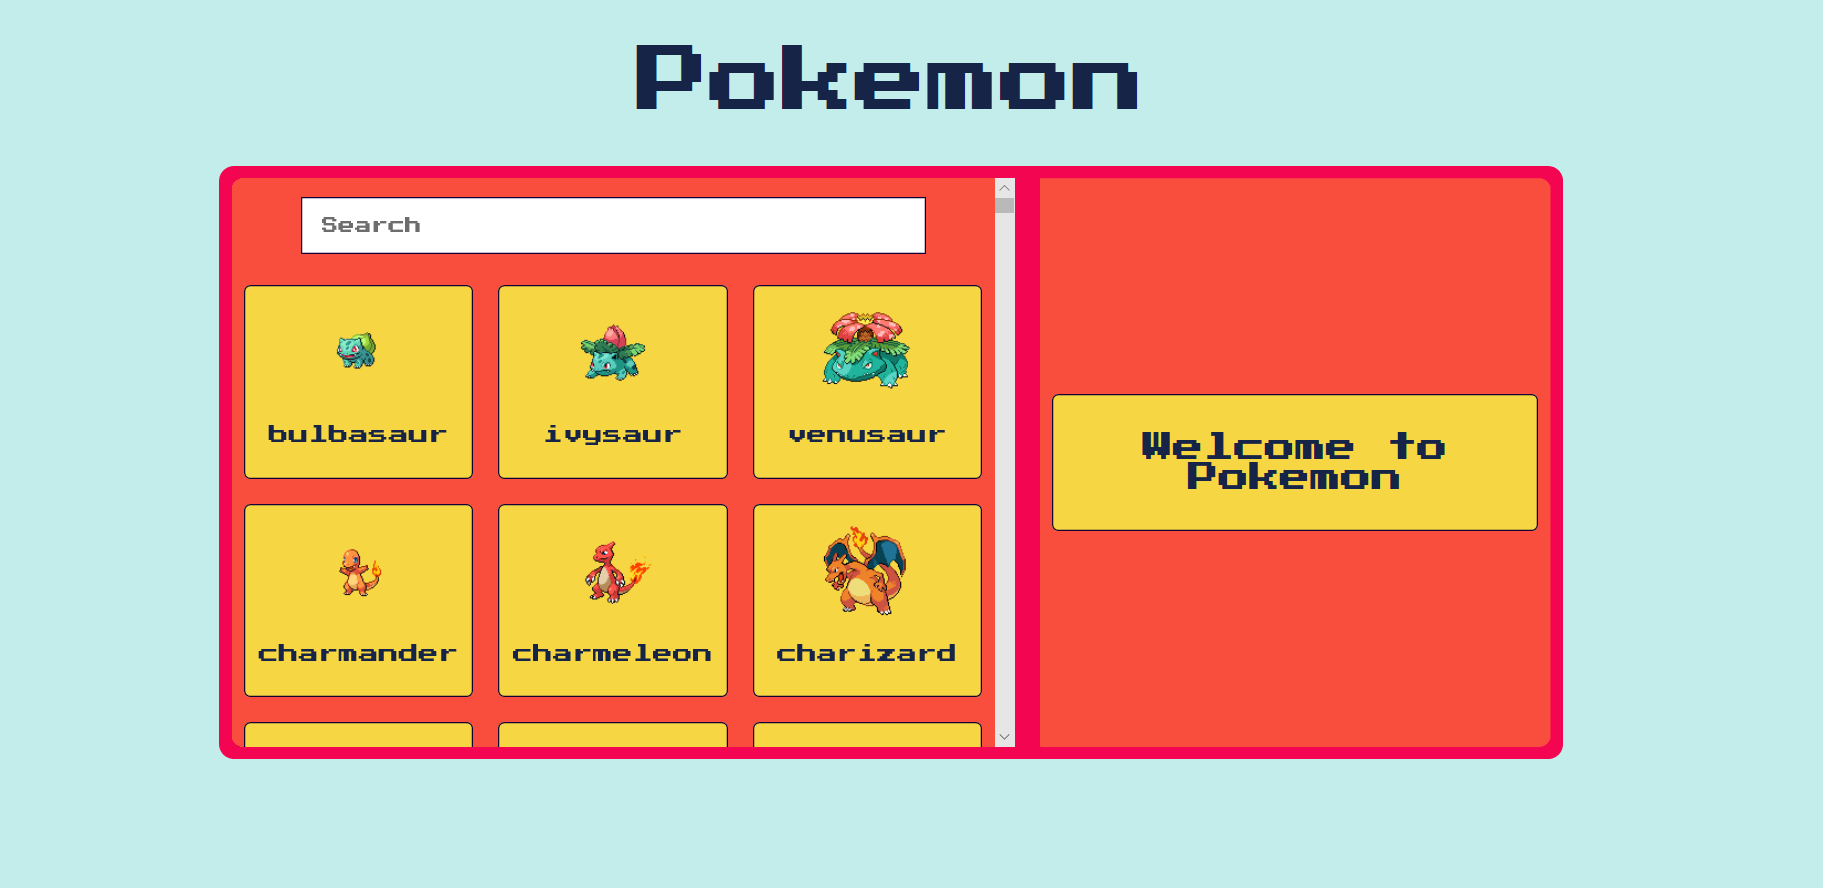 Pokemon
Search
bulbasaur
ivysaur
venusaur
charmander
charmeleon
charizard
Welcome to
Pokemon